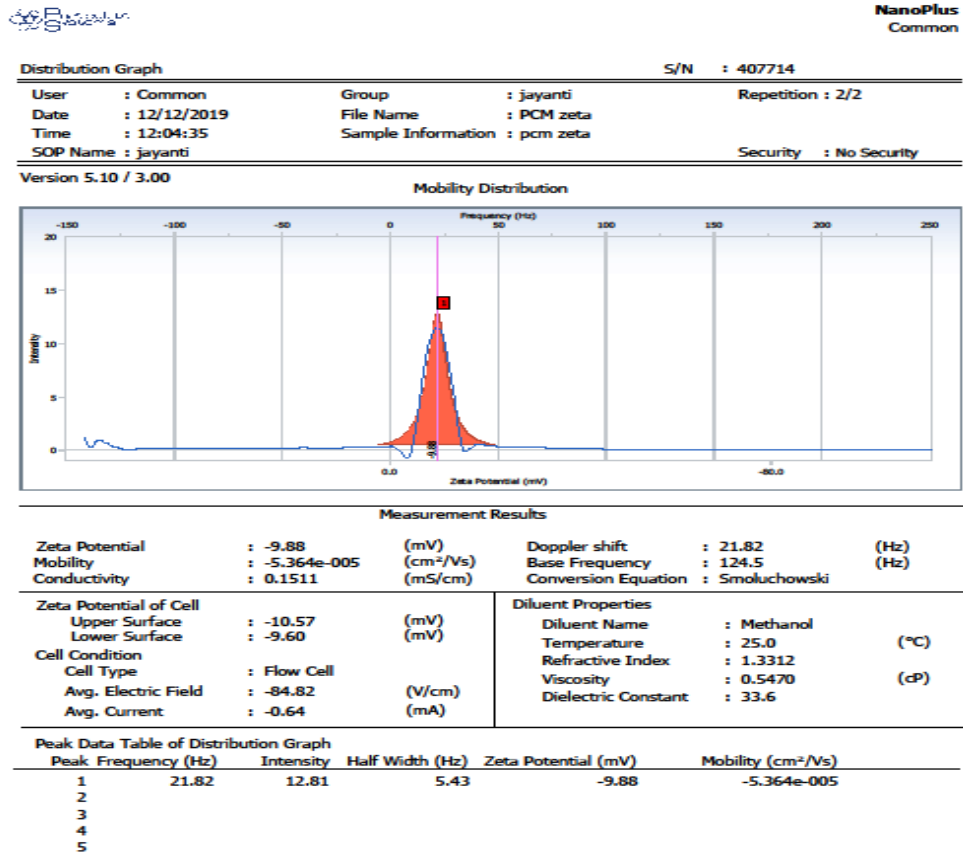 NanoPlus
Common
Distribution Graph S/N : 407714
User : Common Group : jayanti Repetition : 2/2
Date : 12/12/2019 File Name : PCM zeta
Time : 12:04:35 Sample Information : pcm zeta
SOP Name : jayanti Security : No Security
Version 5.10 / 3.00
Mobility Distribution
Frequency (Hz)
-150 -100 -50 0 50 100 150 200 250
20
15
1
10
Intensity
5
0
-9.88
0.0 -80.0
Zeta Potential (mV)
Measurement Results
Zeta Potential : -9.88 (mV) Doppler shift : 21.82 (Hz)
Mobility : -5.364e-005 (cm²/Vs) Base Frequency : 124.5 (Hz)
Conductivity : 0.1511 (mS/cm) Conversion Equation : Smoluchowski
Zeta Potential of Cell Diluent Properties
Upper Surface : -10.57 (mV) Diluent Name : Methanol
Lower Surface : -9.60 (mV) Temperature : 25.0 (°C)
Cell Condition Refractive Index : 1.3312
Cell Type : Flow Cell Viscosity : 0.5470 (cP)
Avg. Electric Field : -84.82 (V/cm) Dielectric Constant : 33.6
Avg. Current : -0.64 (mA)
Peak Data Table of Distribution Graph
Peak Frequency (Hz) Intensity Half Width (Hz) Zeta Potential (mV) Mobility (cm²/Vs)
1 21.82 12.81 5.43 -9.88 -5.364e-005
2
3
4
5